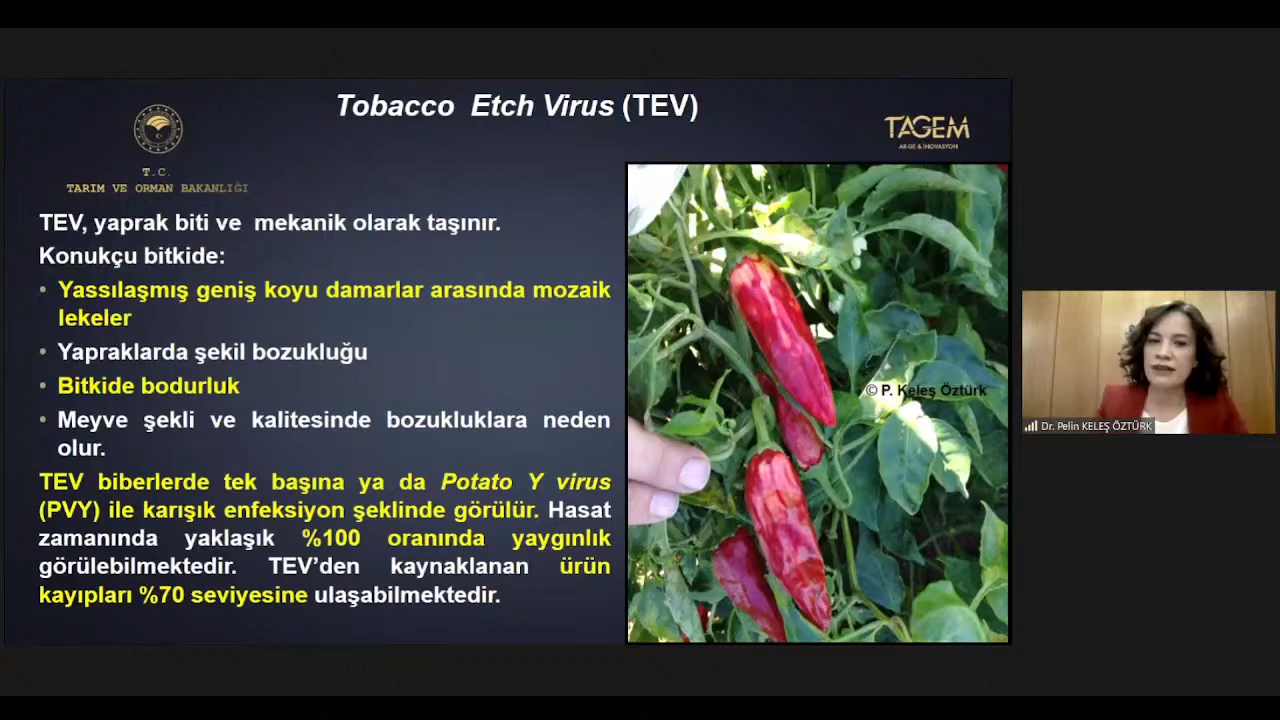 Tobacco Etch Virus (TEV)
T.C.
TARIM VE ORMAN BAKANLIĞI
TAGEM
AR-GE & İNOVASYON
TEV, yaprak biti ve mekanik olarak taşınır.
Konukçu bitkide:
• Yassılaşmış geniş koyu damarlar arasında mozaik
lekeler
• Yapraklarda şekil bozukluğu
• Bitkide bodurluk
• Meyve şekli ve kalitesinde bozukluklara neden
olur.
TEV biberlerde tek başına ya da Potato Y virus
(PVY) ile karışık enfeksiyon şeklinde görülür. Hasat
zamanında yaklaşık %100 oranında yaygınlık
görülebilmektedir. TEV’den kaynaklanan ürün
kayıpları %70 seviyesine ulaşabilmektedir.
© P. Keleş Öztürk
Dr. Pelin KELEŞ ÖZTÜRK